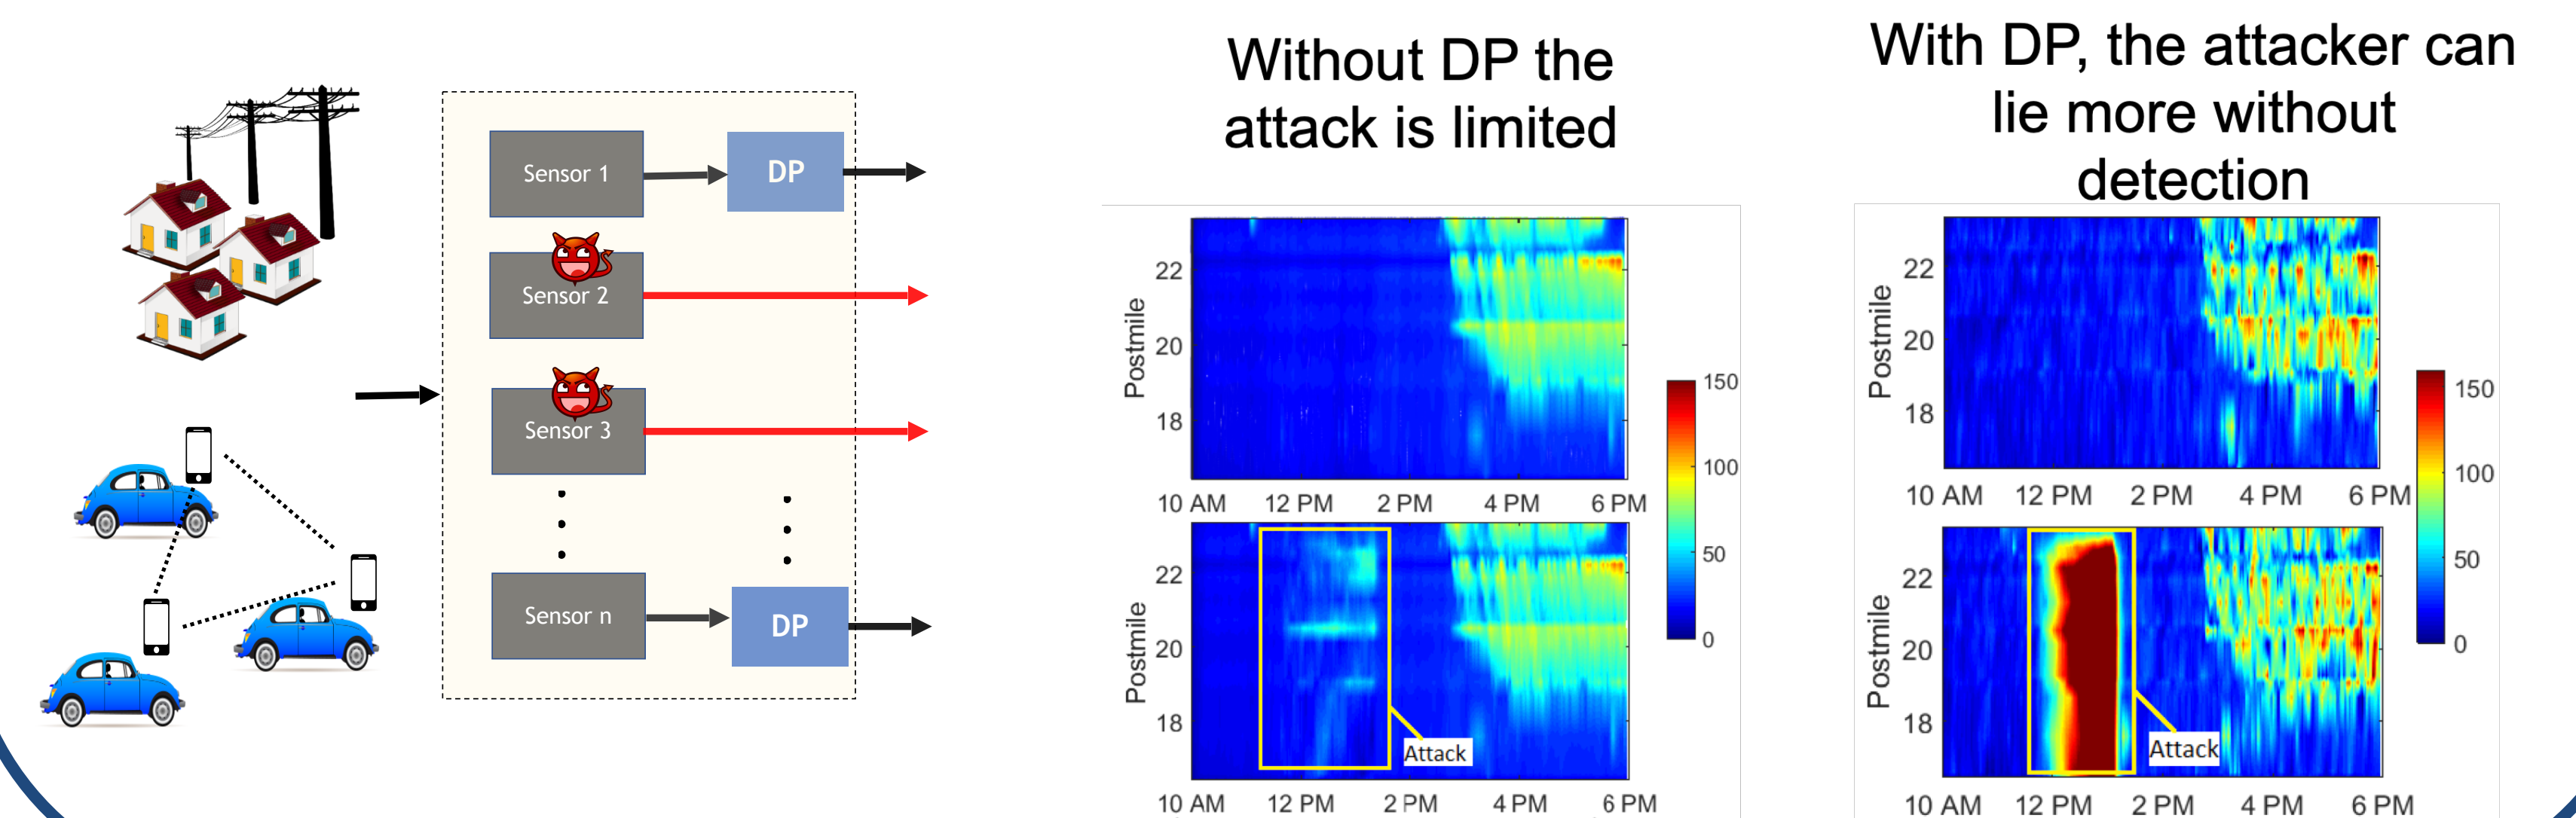 Sensor 1
DP
Sensor 2
Sensor 3
Sensor n
DP
Without DP the
attack is limited
Postmile
22
20
18
10 AM 12 PM 2 PM 4 PM 6 PM
Postmile
22
20
18
Attack
10 AM 12 PM 2 PM 4 PM 6 PM
150
100
50
0
With DP, the attacker can
lie more without
detection
Postmile
22
20
18
10 AM 12 PM 2 PM 4 PM 6 PM
Postmile
22
20
18
Attack
10 AM 12 PM 2 PM 4 PM 6 PM
150
100
50
0